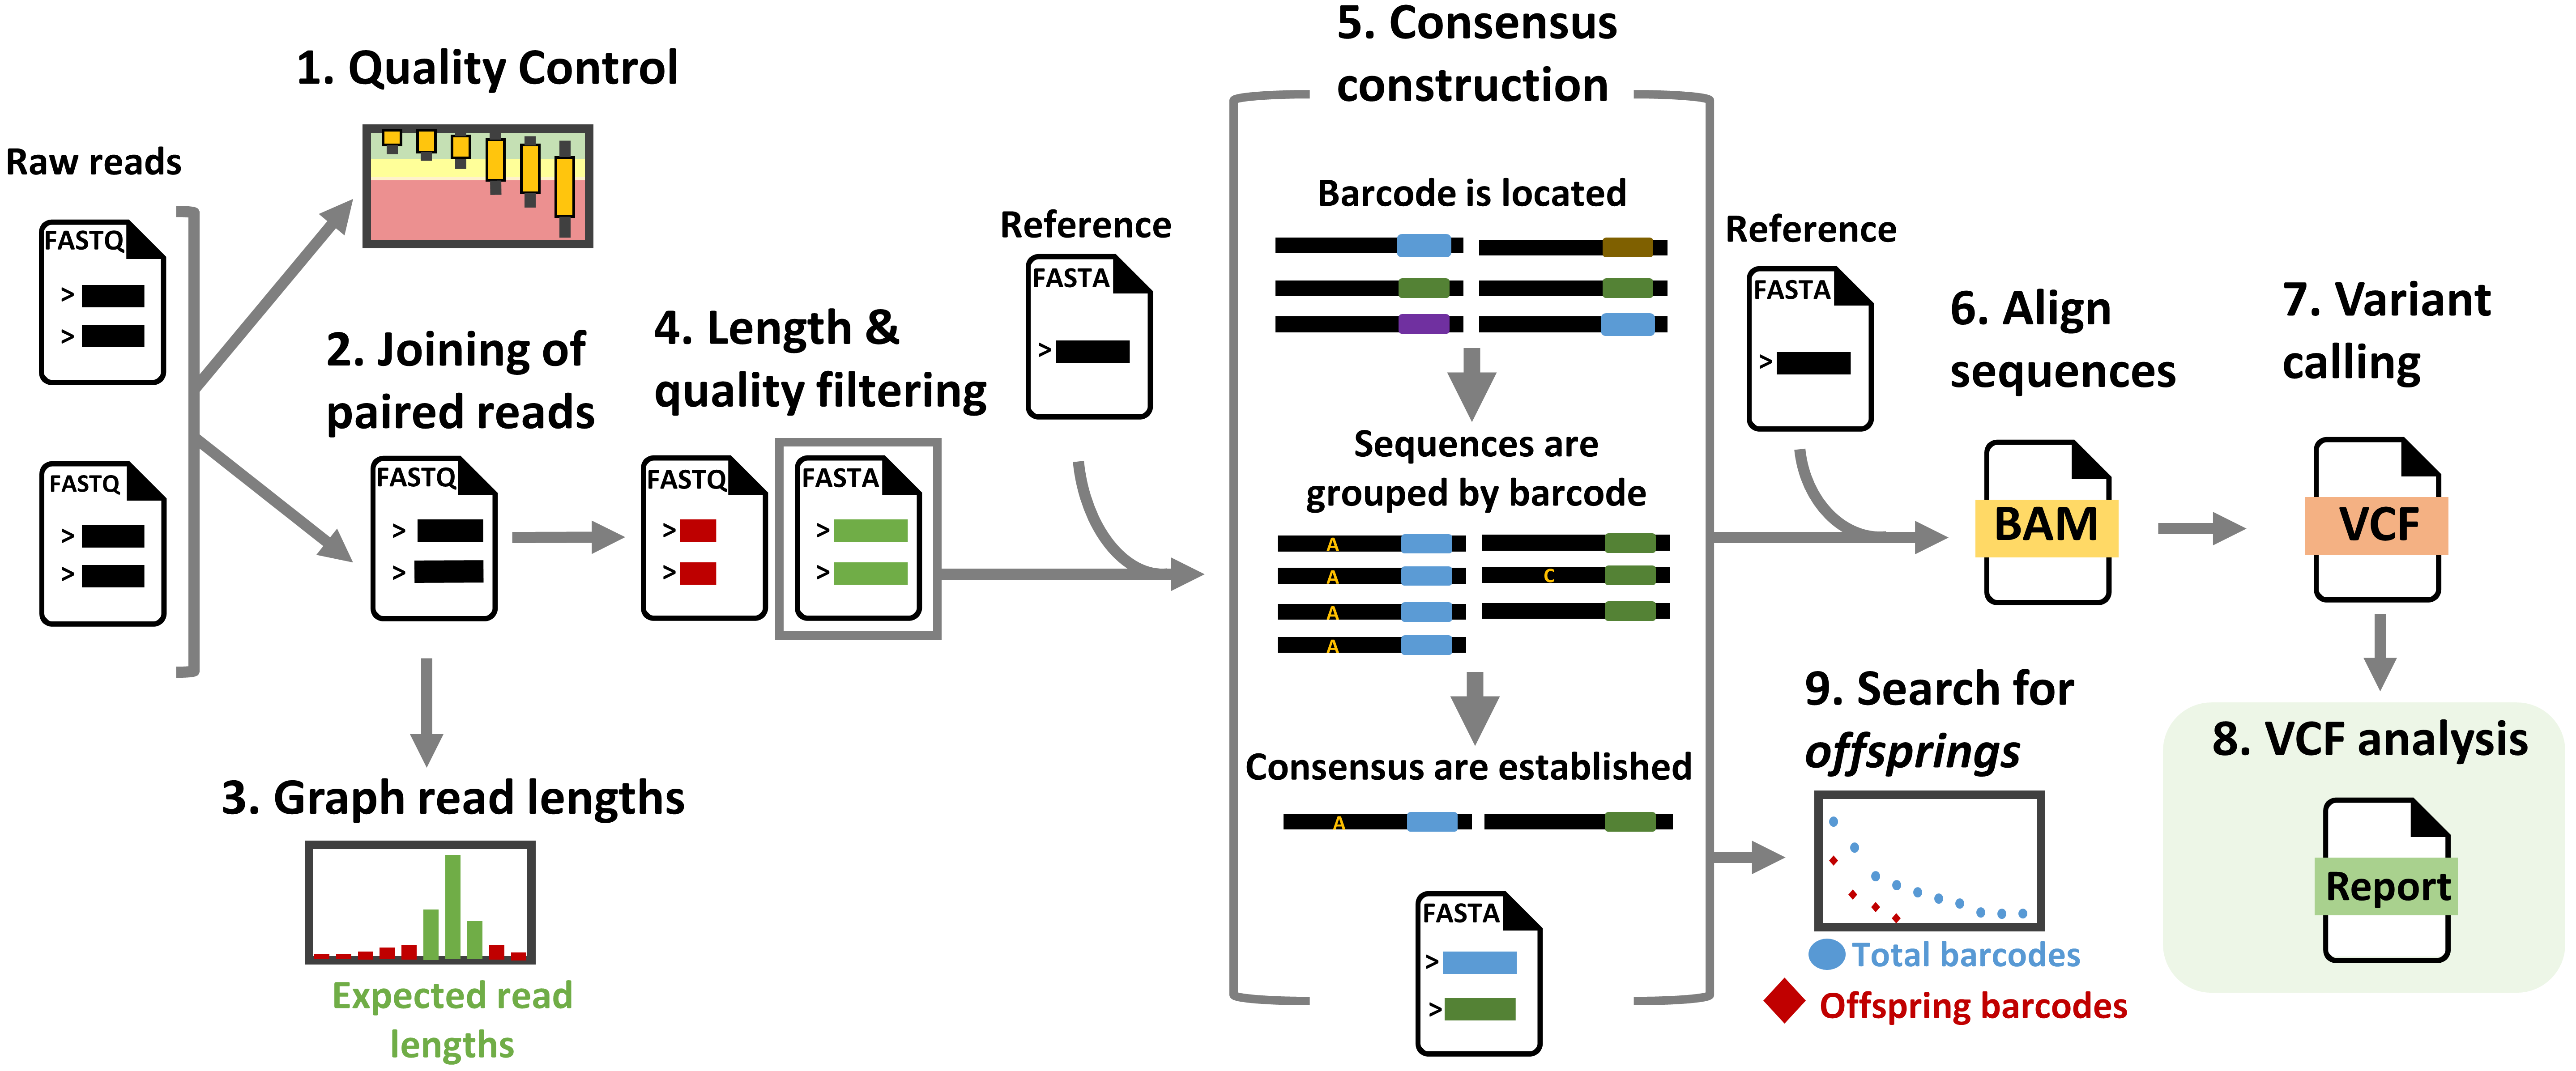 Raw reads
FASTQ
>
>
FASTQ
>
>
1. Quality Control
2. Joining of
paired reads
FASTQ
>
>
3. Graph read lengths
Expected read
lengths
4. Length &
quality filtering
FASTQ
>
>
FASTA
>
>
Reference
FASTA
>
5. Consensus
construction
Barcode is located
Sequences are
grouped by barcode
A
A
C
A
A
Consensus are established
A
FASTA
>
>
Reference
FASTA
>
6. Align
sequences
BAM
7. Variant
calling
VCF
8. VCF analysis
Report
9. Search for
offsprings
Total barcodes
Offspring barcodes